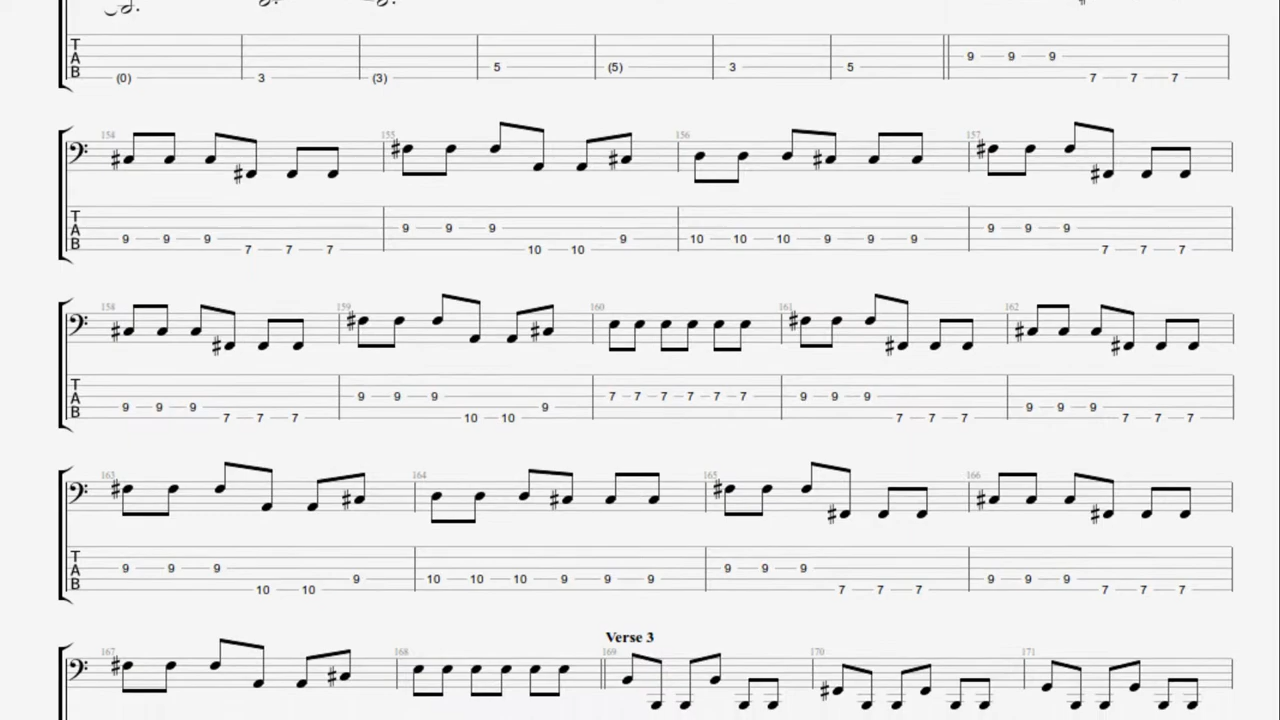 T
A
B
(0) 3 (3) 5 (5) 3 5 9 9 9 7 7 7
154 155 156 157
T
A
B
9 9 9 7 7 7 9 9 9 10 10 9 10 10 10 9 9 9 9 9 9 7 7 7
158 159 160 161 162
T
A
B
9 9 9 7 7 7 9 9 9 10 10 9 7 7 7 7 7 7 9 9 9 7 7 7 9 9 9 7 7 7
163 164 165 166
T
A
B
9 9 9 10 10 9 10 10 10 9 9 9 9 9 9 7 7 7 9 9 9 7 7 7
Verse 3
167 168 169 170 171